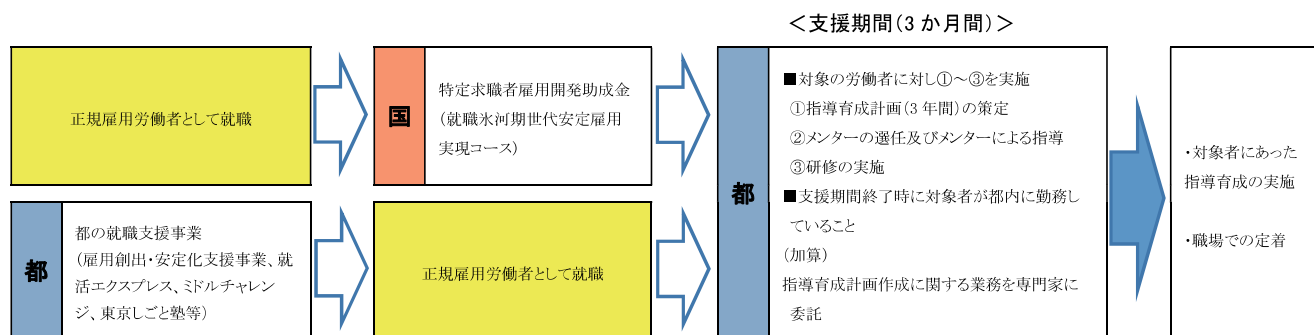 ＜支援期間(3か月間)＞
正規雇用労働者として就職
国
特定求職者雇用開発助成金
(就職氷河期世代安定雇用
実現コース)
都
都の就職支援事業
(雇用創出・安定化支援事業、就
活エクスプレス、ミドルチャレン
ジ、東京しごと塾等)
正規雇用労働者として就職
都
■対象の労働者に対し①～③を実施
①指導育成計画(3年間)の策定
②メンターの選任及びメンターによる指導
③研修の実施
■支援期間終了時に対象者が都内に勤務し
ていること
(加算)
指導育成計画作成に関する業務を専門家に
委託
・対象者にあった
指導育成の実施
・職場での定着